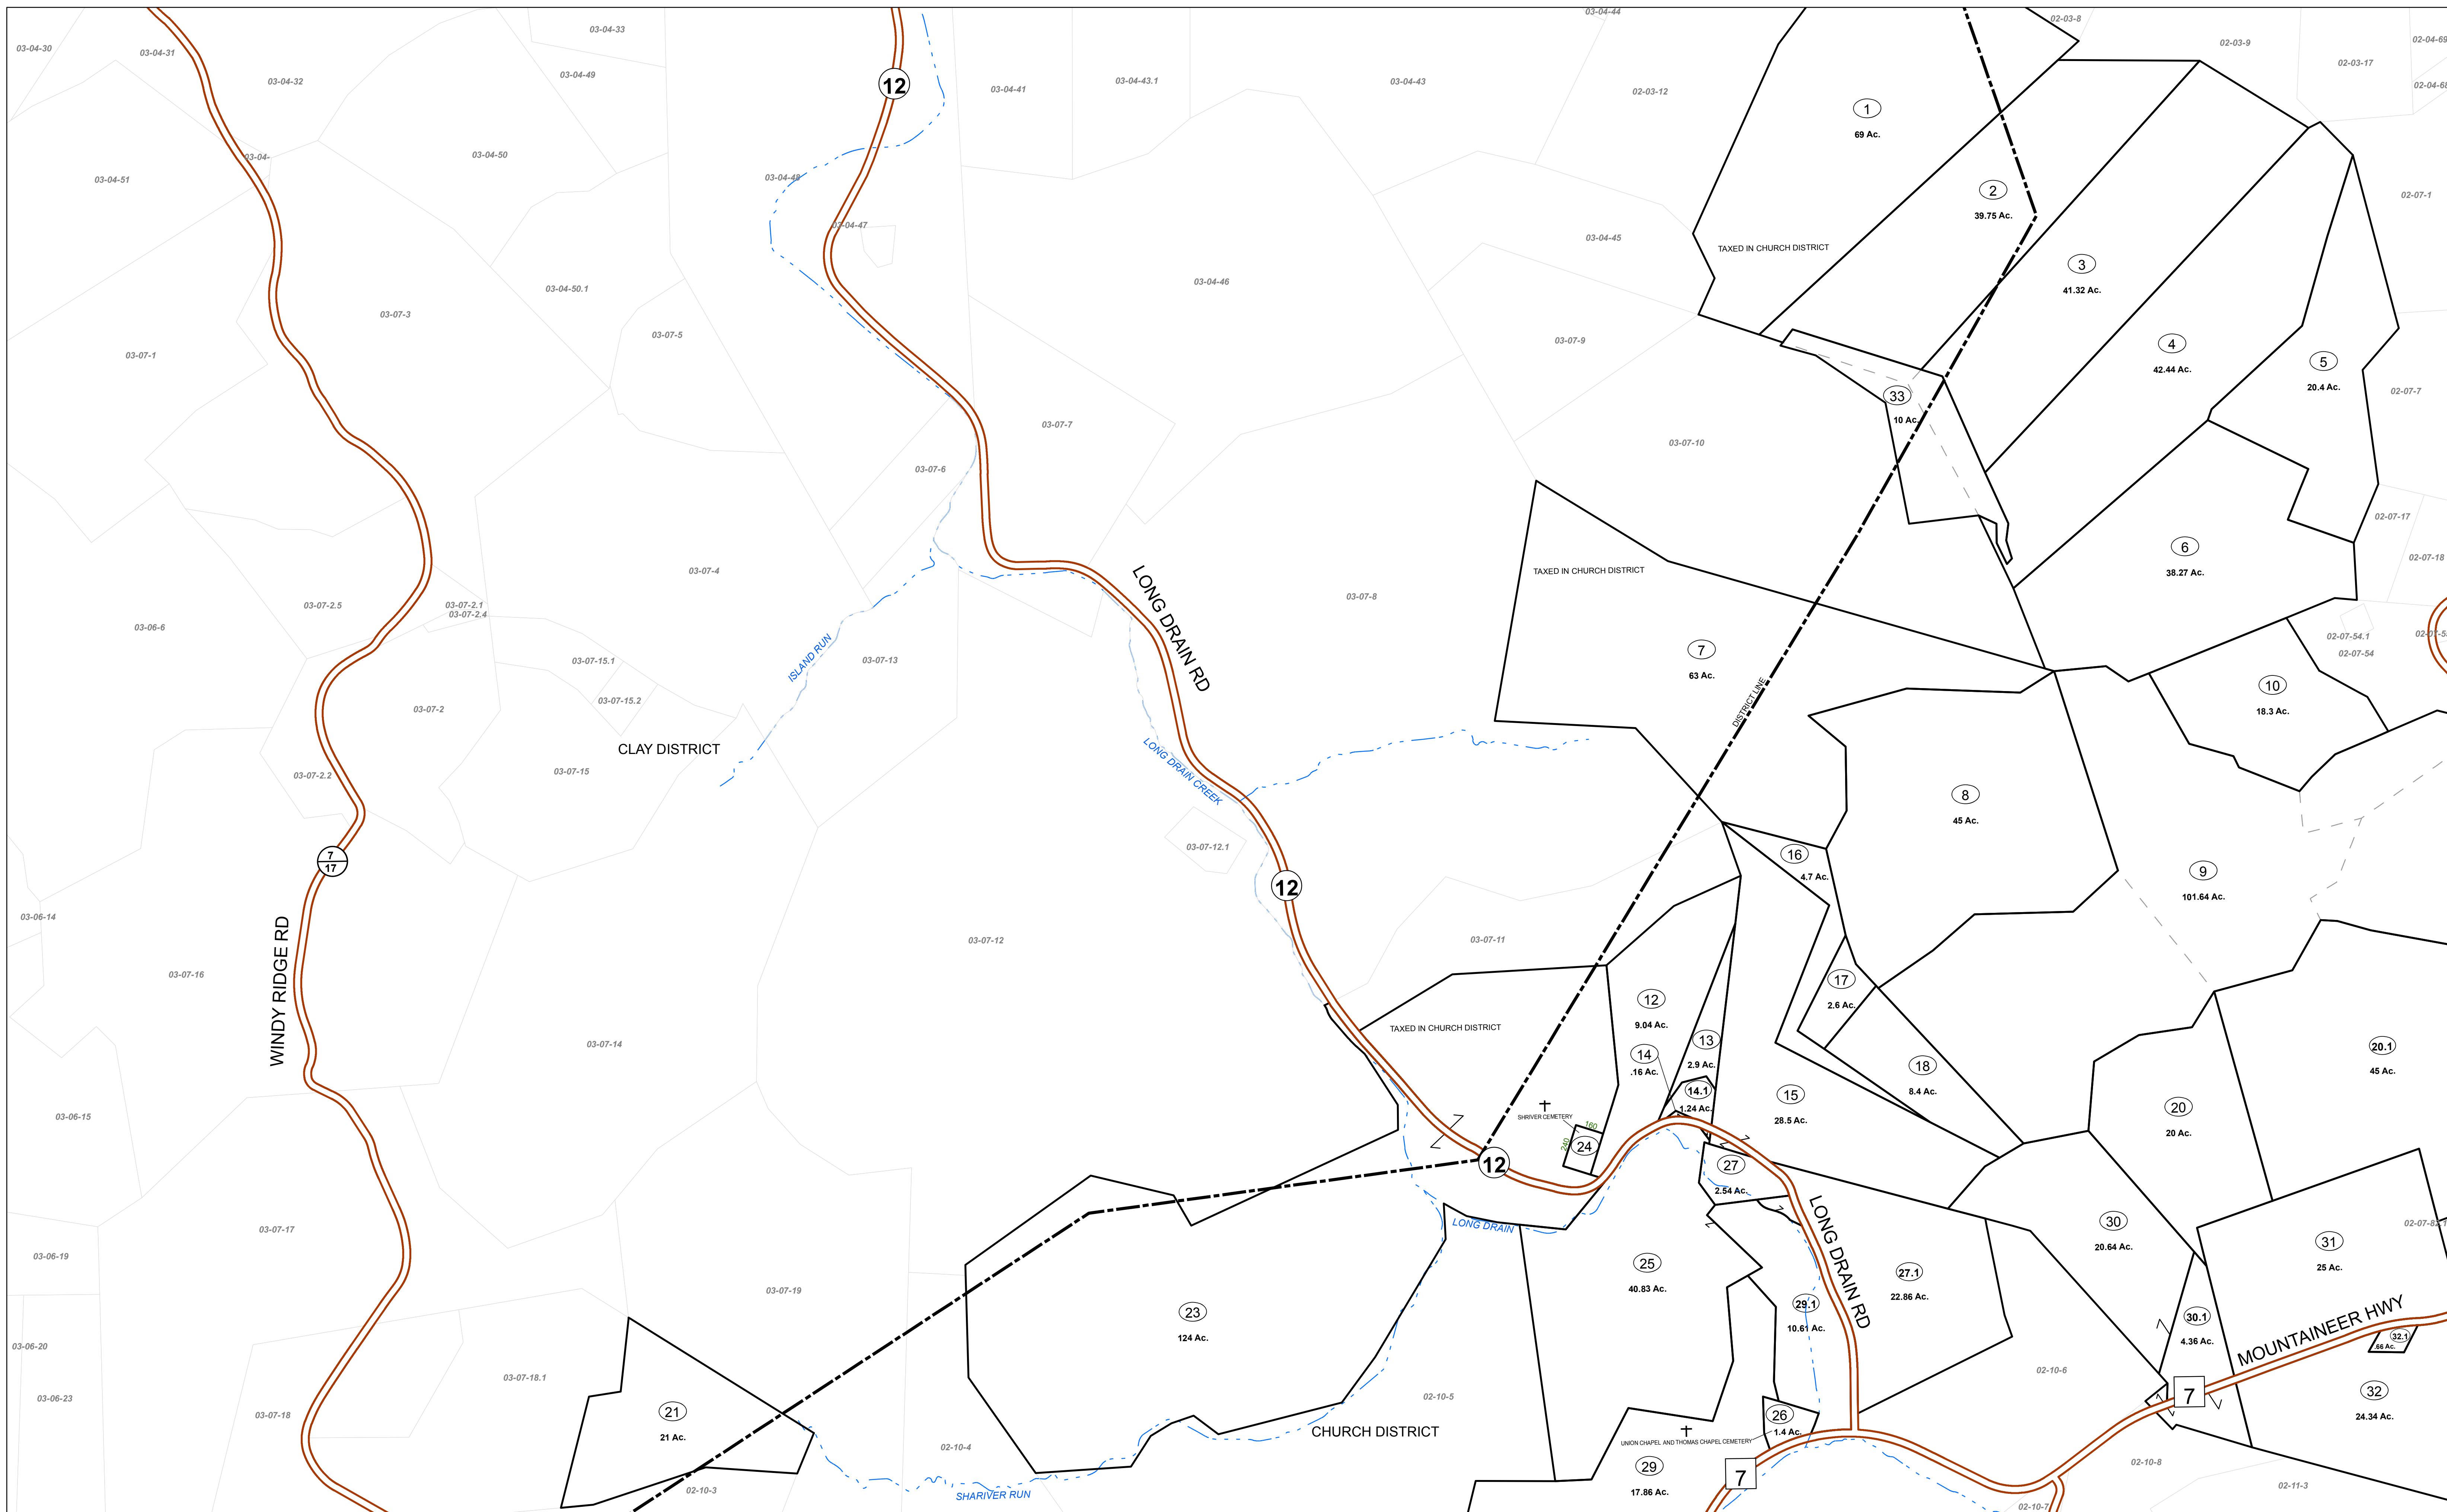 03-04-44
02-03-8
03-04-33
03-04-30
03-04-31
02-03-9
02-04-69
03-04-49
02-03-17
03-04-32
03-04-43.1
03-04-43
12
03-04-41
02-03-12
02-04-68
1
69 Ac.
03-04-50
03-04-
03-04-51
03-04-48
2
39.75 Ac.
02-07-1
03-04-47
03-04-45
TAXED IN CHURCH DISTRICT
3
41.32 Ac.
03-04-46
03-04-50.1
03-07-3
03-07-5
03-07-9
4
42.44 Ac.
03-07-1
5
20.4 Ac.
33
10 Ac.
02-07-7
03-07-7
03-07-10
03-07-6
02-07-17
6
38.27 Ac.
02-07-18
03-07-4
TAXED IN CHURCH DISTRICT
03-07-8
LONG DRAIN RD
03-07-2.5
03-07-2.1
03-07-2.4
03-06-6
02-07-54.1
02-07-54
7
63 Ac.
ISLAND RUN
03-07-13
03-07-15.1
03-07-15.2
10
18.3 Ac.
DISTRICT LINE
03-07-2
CLAY DISTRICT
03-07-2.2
03-07-15
LONG DRAIN CREEK
8
45 Ac.
03-07-12.1
7
17
16
4.7 Ac.
9
101.64 Ac.
12
03-06-14
WINDY RIDGE RD
03-07-12
03-07-11
03-07-16
17
2.6 Ac.
12
9.04 Ac.
TAXED IN CHURCH DISTRICT
13
2.9 Ac.
14
.16 Ac.
03-07-14
20.1
45 Ac.
18
8.4 Ac.
14.1
1.24 Ac.
15
28.5 Ac.
20
20 Ac.
03-06-15
SHRIVER CEMETERY
160
240
24
12
27
2.54 Ac.
LONG DRAIN
LONG DRAIN RD
30
20.64 Ac.
02-07-82.1
03-07-17
31
25 Ac.
03-06-19
25
40.83 Ac.
27.1
22.86 Ac.
03-07-19
23
124 Ac.
29.1
10.61 Ac.
30.1
4.36 Ac.
MOUNTAINEER HWY
32.1
.66 Ac.
03-06-20
03-07-18.1
02-10-6
03-06-23
02-10-5
7
32
24.34 Ac.
03-07-18
21
21 Ac.
26
1.4 Ac.
CHURCH DISTRICT
UNION CHAPEL AND THOMAS CHAPEL CEMETERY
02-10-4
29
17.86 Ac.
7
02-10-8
02-10-3
SHARIVER RUN
02-11-3
02-10-7